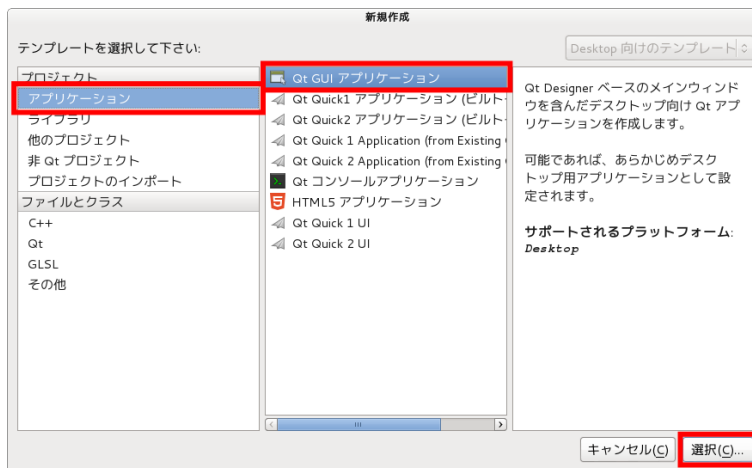 新規作成
テンプレートを選択して下さい:
Desktop 向けのテンプレート
プロジェクト
アプリケーション
ライブラリ
他のプロジェクト
非 Qt プロジェクト
プロジェクトのインポート
ファイルとクラス
C++
Qt
GLSL
その他
Qt GUI アプリケーション
Qt Quick1 アプリケーション (ビルト
Qt Quick2 アプリケーション (ビルト
Qt Quick 1 Application (from Existing
Qt Quick 2 Application (from Existing
Qt コンソールアプリケーション
HTML5 アプリケーション
Qt Quick 1 UI
Qt Quick 2 UI
Qt Designer ベースのメインウィンド
ウを含んだデスクトップ向け Qt アプ
リケーションを作成します。
可能であれば、あらかじめデスク
トップ用アプリケーションとして設
定されます。
サポートされるプラットフォーム:
Desktop
キャンセル(C)
選択(C)...